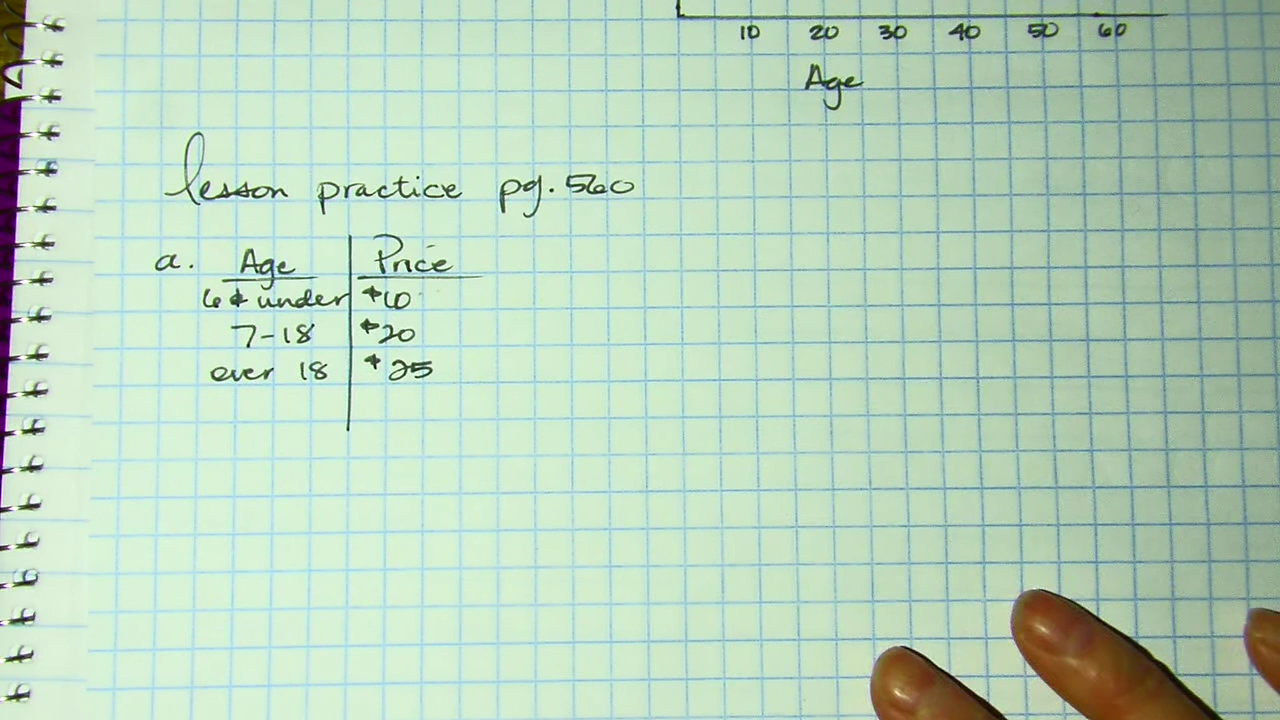 10 20 30 40 50 60
Age
lesson practice pg. 560
a. Age Price
6 & under $10
7-18 $20
over 18 $25